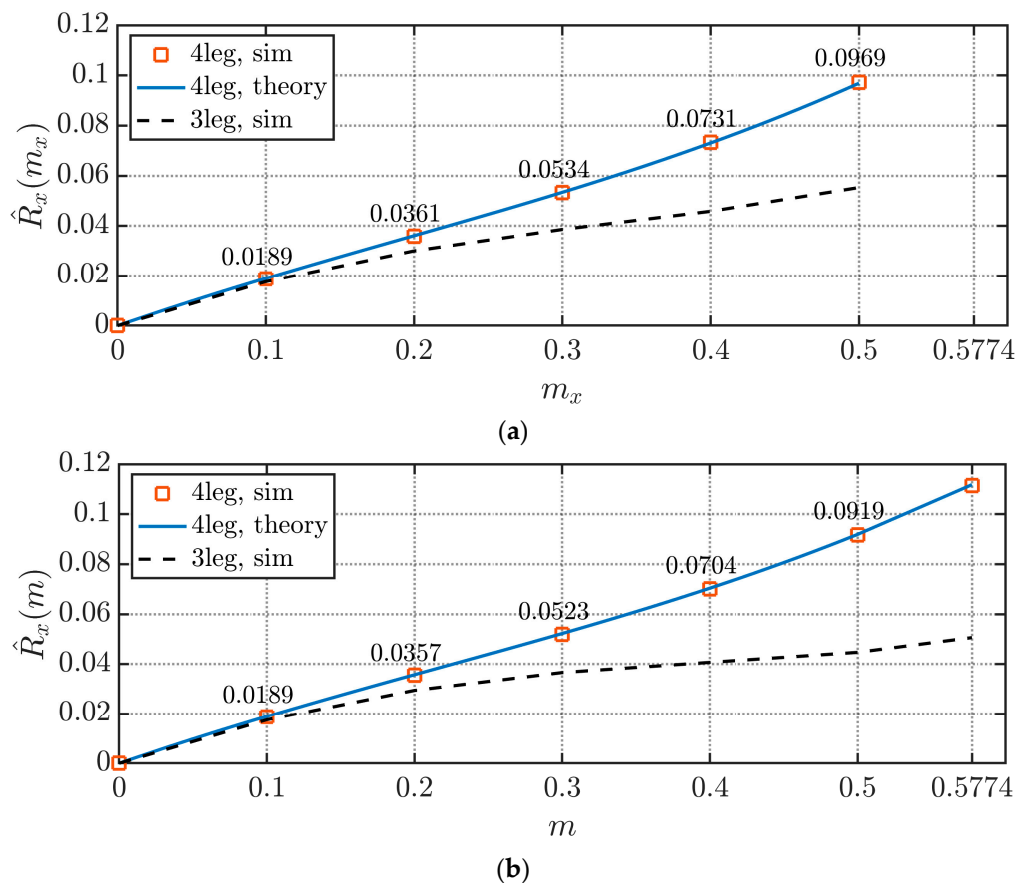 0.12
0.1
0.08
0.06
0.04
0.02
0
R̂ₓ(mₓ)
4leg, sim
4leg, theory
3leg, sim
0.0189
0.0361
0.0534
0.0731
0.0969
0 0.1 0.2 0.3 0.4 0.5 0.5774
mₓ
(a)
0.12
0.1
0.08
0.06
0.04
0.02
0
R̂ₓ(m)
4leg, sim
4leg, theory
3leg, sim
0.0189
0.0357
0.0523
0.0704
0.0919
0 0.1 0.2 0.3 0.4 0.5 0.5774
m
(b)